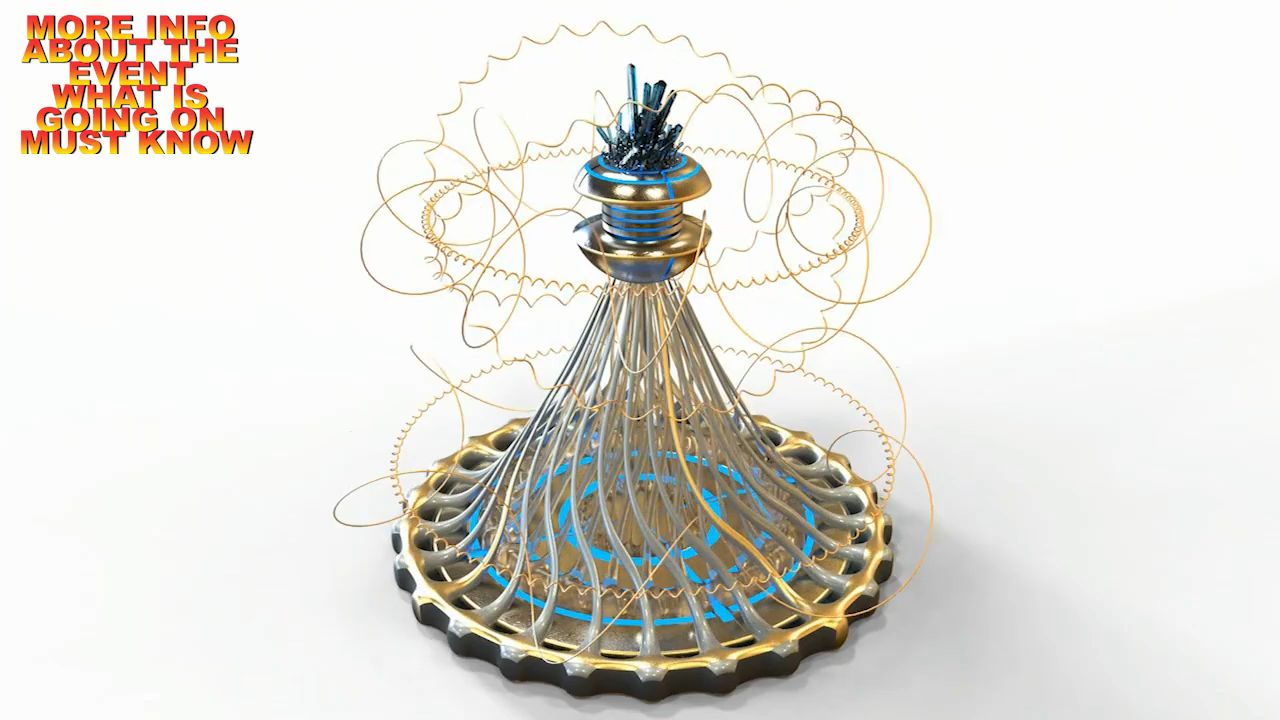 MORE INFO
ABOUT THE
EVENT
WHAT IS
GOING ON
MUST KNOW